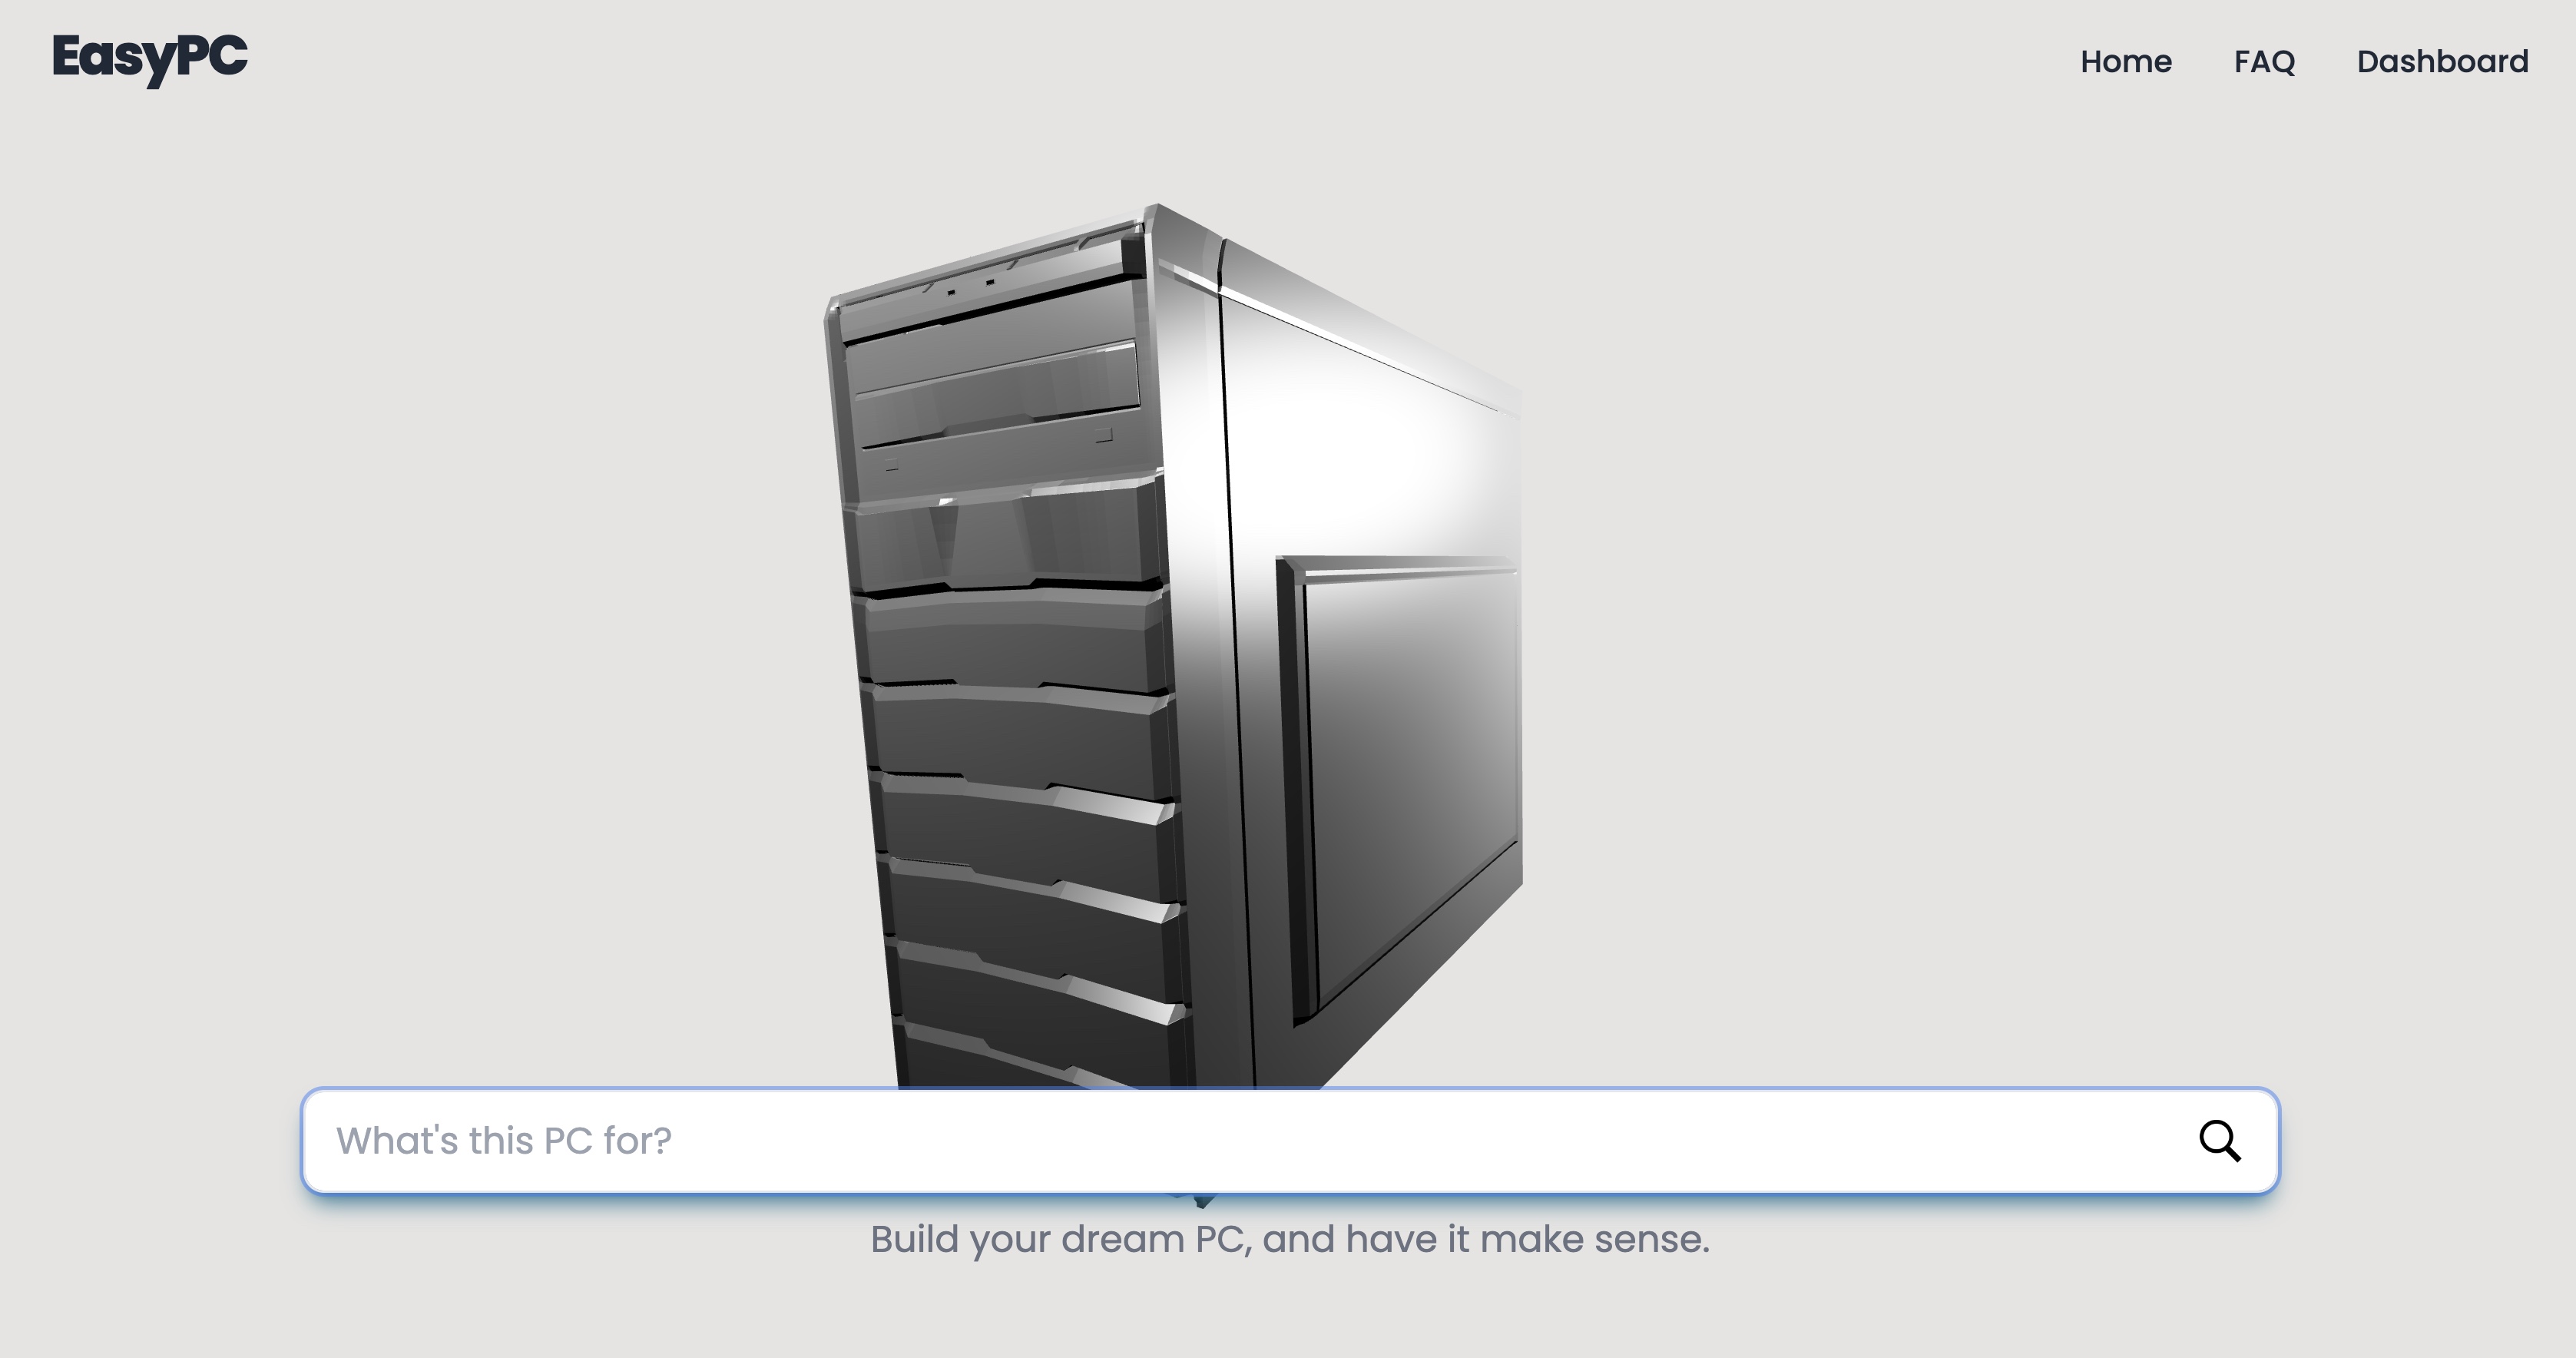 EasyPC
Home FAQ Dashboard
What's this PC for?
Build your dream PC, and have it make sense.